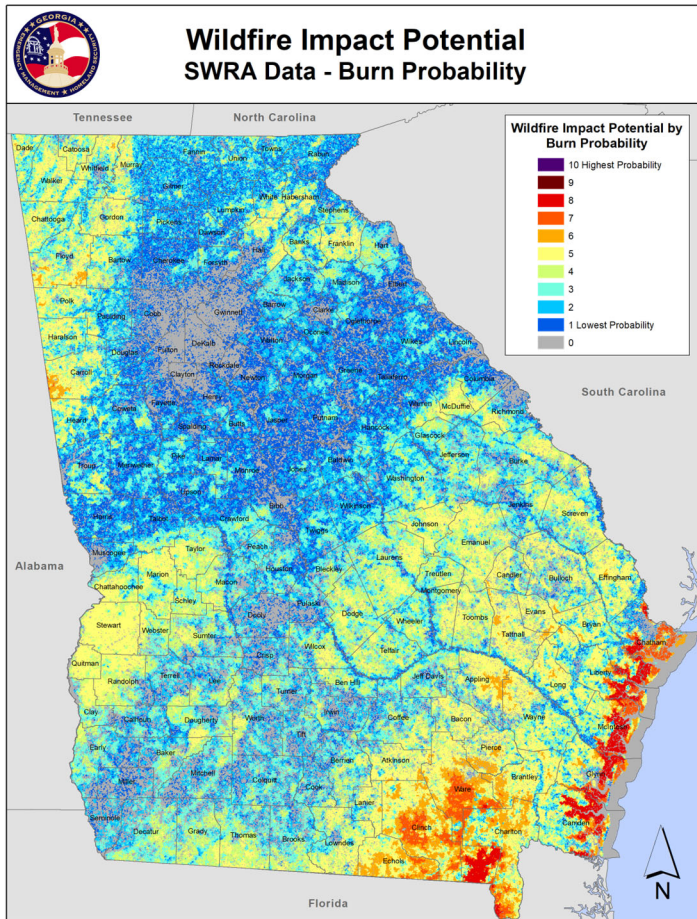 GEORGIA
EMERGENCY MANAGEMENT
HOMELAND SECURITY
Wildfire Impact Potential
SWRA Data - Burn Probability
Tennessee
North Carolina
Wildfire Impact Potential by
Burn Probability
10 Highest Probability
9
8
7
6
5
4
3
2
1 Lowest Probability
0
South Carolina
Alabama
Florida
N
Dade
Catoosa
Whitfield
Murray
Fannin
Union
Towns
Rabun
Walker
Gilmer
Lumpkin
White
Habersham
Stephens
Chattooga
Gordon
Pickens
Dawson
Banks
Franklin
Hart
Floyd
Bartow
Cherokee
Forsyth
Hall
Jackson
Madison
Elbert
Polk
Paulding
Cobb
Gwinnett
Barrow
Clarke
Oglethorpe
Haralson
Douglas
Fulton
DeKalb
Walton
Oconee
Wilkes
Lincoln
Carroll
Clayton
Rockdale
Newton
Morgan
Greene
Taliaferro
Columbia
Coweta
Fayette
Henry
Warren
McDuffie
Richmond
Heard
Spalding
Butts
Jasper
Putnam
Hancock
Glascock
Troup
Meriwether
Pike
Lamar
Monroe
Jones
Baldwin
Jefferson
Burke
Upson
Washington
Harris
Talbot
Crawford
Bibb
Wilkinson
Jenkins
Screven
Muscogee
Taylor
Peach
Twiggs
Johnson
Emanuel
Chattahoochee
Marion
Macon
Houston
Bleckley
Laurens
Treutlen
Candler
Bulloch
Effingham
Schley
Pulaski
Montgomery
Stewart
Webster
Sumter
Dooly
Dodge
Wheeler
Toombs
Evans
Tattnall
Bryan
Chatham
Quitman
Randolph
Terrell
Lee
Crisp
Wilcox
Telfair
Ben Hill
Jeff Davis
Appling
Long
Liberty
Clay
Calhoun
Dougherty
Worth
Turner
Irwin
Coffee
Bacon
Wayne
McIntosh
Early
Baker
Tift
Pierce
Miller
Mitchell
Colquitt
Cook
Berrien
Atkinson
Ware
Brantley
Glynn
Seminole
Lanier
Clinch
Charlton
Camden
Decatur
Grady
Thomas
Brooks
Lowndes
Echols